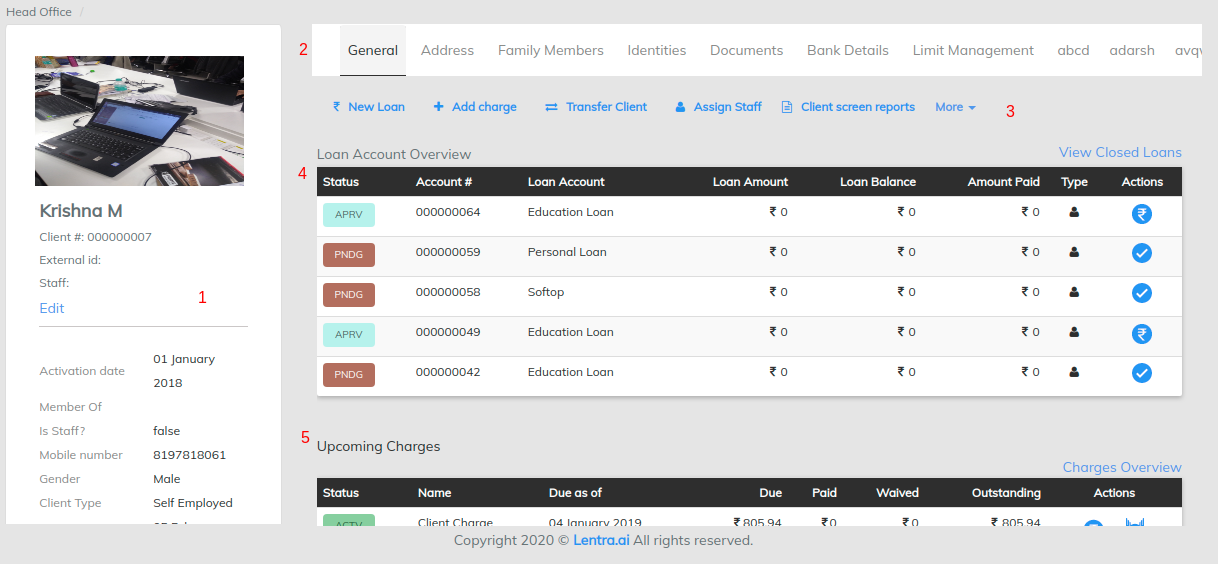 Head Office /
2 General Address Family Members Identities Documents Bank Details Limit Management abcd adarsh
₹ New Loan + Add charge Transfer Client Assign Staff Client screen reports More 3
Loan Account Overview View Closed Loans
4
Status Account # Loan Account Loan Amount Loan Balance Amount Paid Type Actions
APRV 000000064 Education Loan ₹ 0 ₹ 0 ₹ 0 ₹
PNDG 000000059 Personal Loan ₹ 0 ₹ 0 ₹ 0
PNDG 000000058 Softop ₹ 0 ₹ 0 ₹ 0
APRV 000000049 Education Loan ₹ 0 ₹ 0 ₹ 0 ₹
PNDG 000000042 Education Loan ₹ 0 ₹ 0 ₹ 0
5
Upcoming Charges
Charges Overview
Status Name Due as of Due Paid Waived Outstanding Actions
ACTV Client Charge 04 January 2019 ₹ 805.94 ₹ 0 ₹ 0 ₹ 805.94
Krishna M
Client #: 000000007
External id:
Staff:
1
Edit
Activation date 01 January
2018
Member Of
Is Staff? false
Mobile number 8197818061
Gender Male
Client Type Self Employed
Copyright 2020 © Lentra.ai All rights reserved.